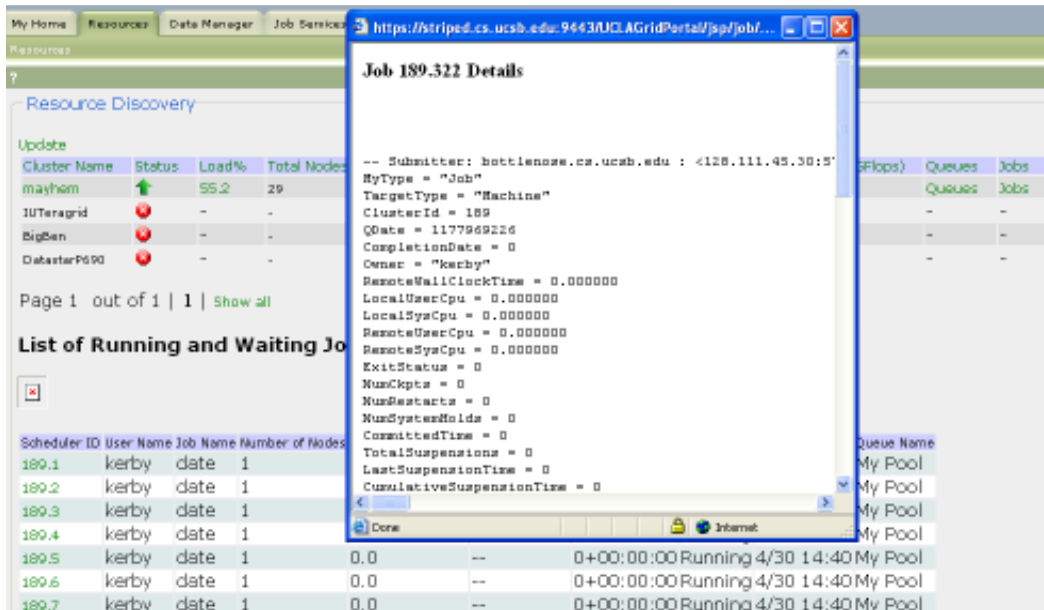 My Home Resources Data Manager Job Services
Resources
?
Resource Discovery
Update
Cluster Name Status Load% Total Nodes Queues Jobs
mayhem 55.2 29 Queues Jobs
IUTeragrid - - - -
BigBen - - - -
DatastarP690 - - - -
Page 1 out of 1 | 1 | Show all
List of Running and Waiting Jo
Scheduler ID User Name Job Name Number of Nodes Queue Name
189.1 kerby date 1 My Pool
189.2 kerby date 1 My Pool
189.3 kerby date 1 My Pool
189.4 kerby date 1 My Pool
189.5 kerby date 1 0.0 -- 0+00:00:00 Running 4/30 14:40 My Pool
189.6 kerby date 1 0.0 -- 0+00:00:00 Running 4/30 14:40 My Pool
189.7 kerby date 1 0.0 -- 0+00:00:00 Running 4/30 14:40 My Pool
https://striped.cs.ucsb.edu:9443/UCLAGridPortal/jsp/job/...
Job 189.322 Details
-- Submitter: bottlenose.cs.ucsb.edu : <128.111.45.30:5
MyType = "Job"
TargetType = "Machine"
ClusterId = 189
QDate = 1177969226
CompletionDate = 0
Owner = "kerby"
RemoteWallClockTime = 0.000000
LocalUserCpu = 0.000000
LocalSysCpu = 0.000000
RemoteUserCpu = 0.000000
RemoteSysCpu = 0.000000
ExitStatus = 0
NumCkpts = 0
NumRestarts = 0
NumSystemHolds = 0
CommittedTime = 0
TotalSuspensions = 0
LastSuspensionTime = 0
CumulativeSuspensionTime = 0
Done Internet